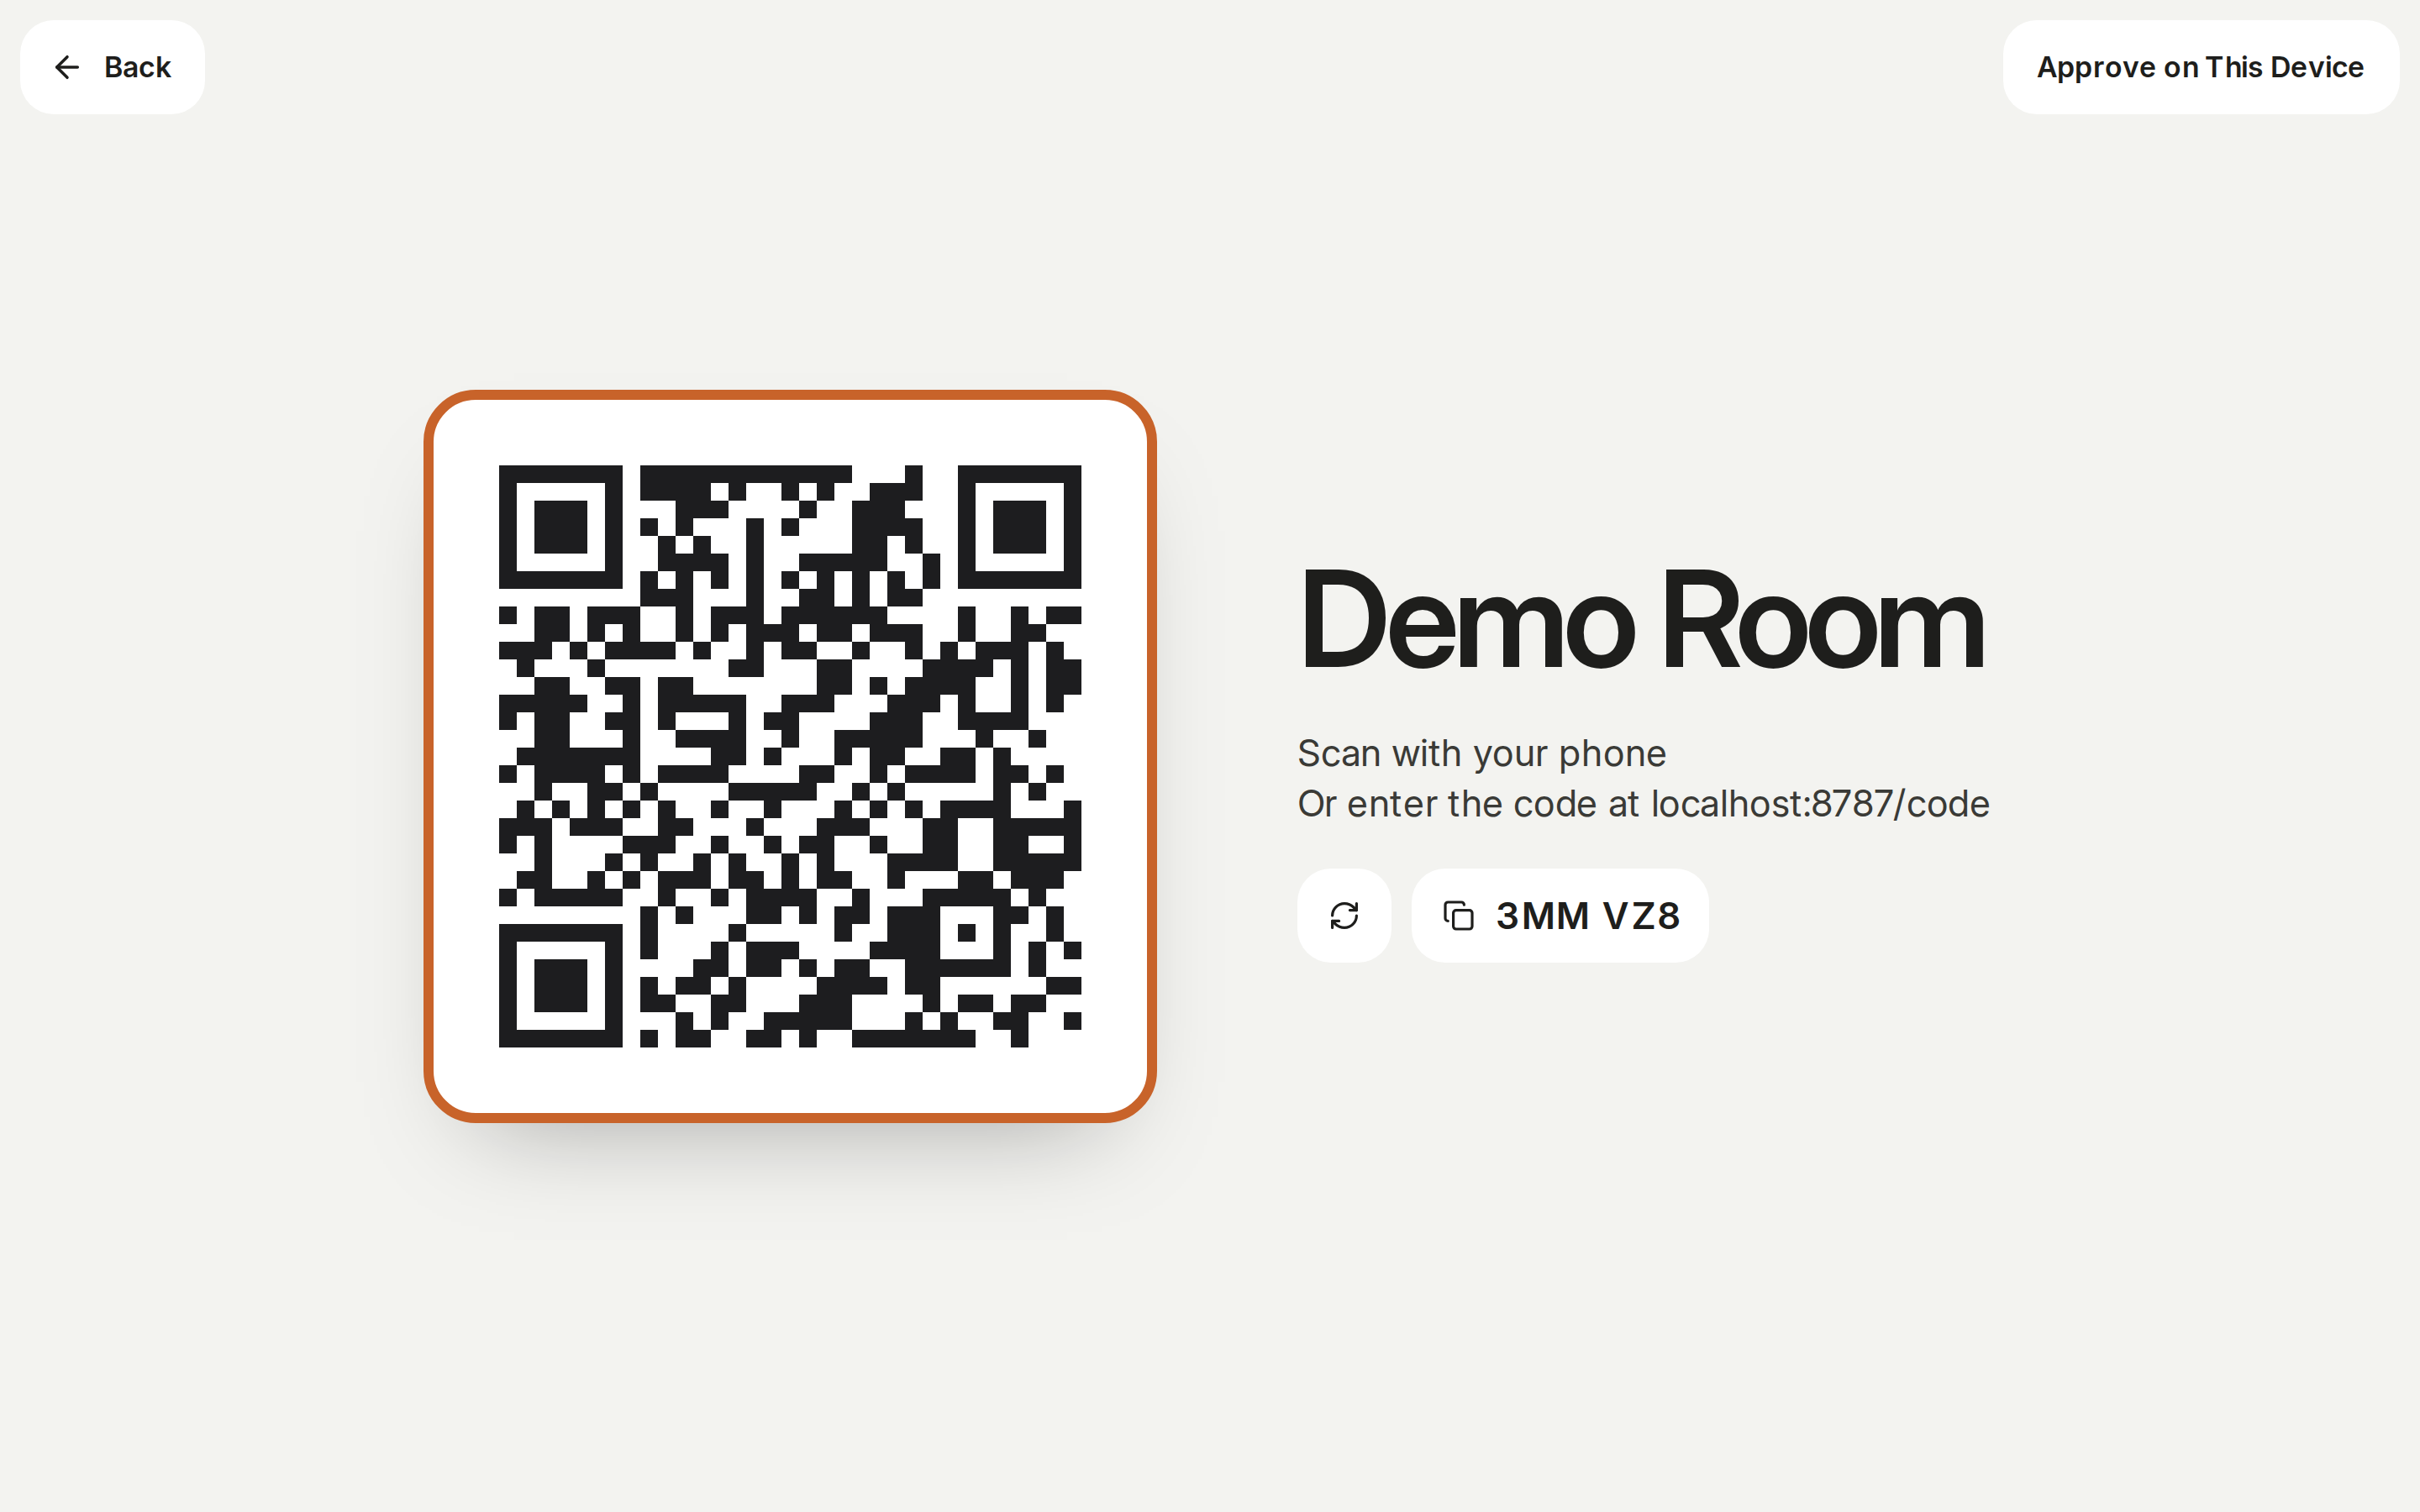 Back
Approve on This Device
Demo Room
Scan with your phone
Or enter the code at localhost:8787/code
3MM VZ8